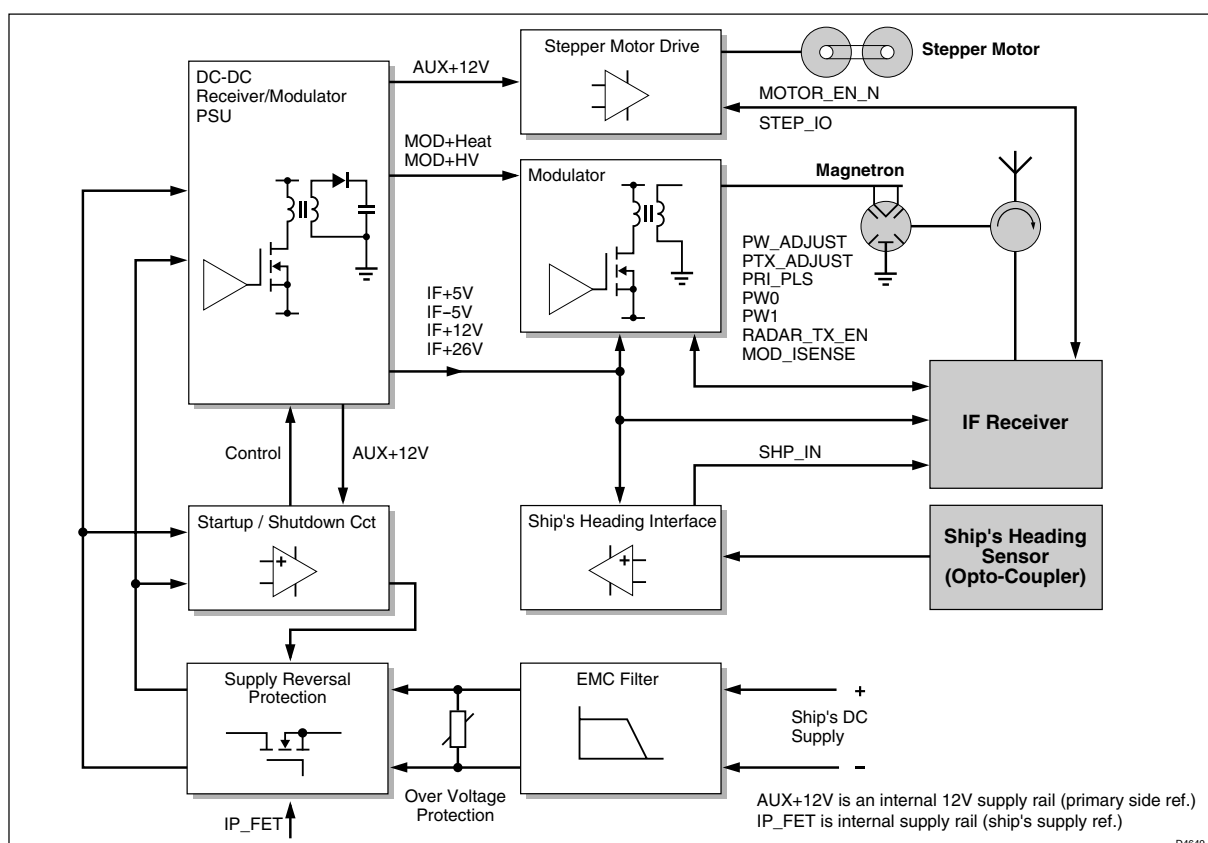 Stepper Motor Drive
Stepper Motor
DC-DC
Receiver/Modulator
PSU
AUX+12V
MOTOR_EN_N
STEP_IO
MOD+Heat
MOD+HV
Modulator
Magnetron
PW_ADJUST
PTX_ADJUST
PRI_PLS
PW0
PW1
RADAR_TX_EN
MOD_ISENSE
IF+5V
IF−5V
IF+12V
IF+26V
IF Receiver
Control
AUX+12V
SHP_IN
Startup / Shutdown Cct
Ship's Heading Interface
Ship's Heading
Sensor
(Opto-Coupler)
Supply Reversal
Protection
EMC Filter
+
Ship's DC
Supply
−
Over Voltage
Protection
IP_FET
AUX+12V is an internal 12V supply rail (primary side ref.)
IP_FET is internal supply rail (ship's supply ref.)